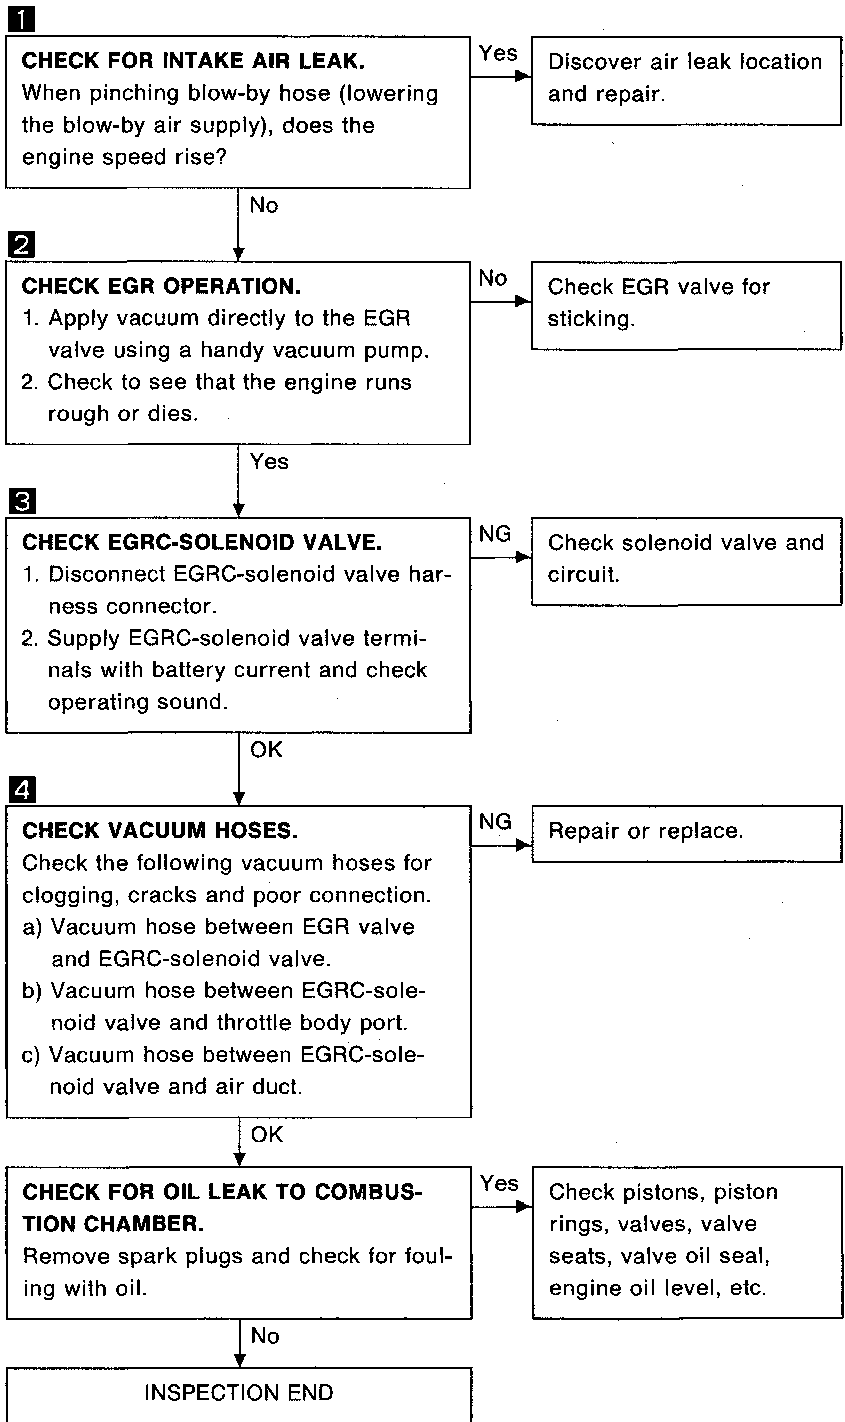 1
CHECK FOR INTAKE AIR LEAK.
When pinching blow-by hose (lowering
the blow-by air supply), does the
engine speed rise?
Yes
Discover air leak location
and repair.
No
2
CHECK EGR OPERATION.
1. Apply vacuum directly to the EGR
valve using a handy vacuum pump.
2. Check to see that the engine runs
rough or dies.
No
Check EGR valve for
sticking.
Yes
3
CHECK EGRC-SOLENOID VALVE.
1. Disconnect EGRC-solenoid valve har-
ness connector.
2. Supply EGRC-solenoid valve termi-
nals with battery current and check
operating sound.
NG
Check solenoid valve and
circuit.
OK
4
CHECK VACUUM HOSES.
Check the following vacuum hoses for
clogging, cracks and poor connection.
a) Vacuum hose between EGR valve
and EGRC-solenoid valve.
b) Vacuum hose between EGRC-sole-
noid valve and throttle body port.
c) Vacuum hose between EGRC-sole-
noid valve and air duct.
NG
Repair or replace.
OK
CHECK FOR OIL LEAK TO COMBUS-
TION CHAMBER.
Remove spark plugs and check for foul-
ing with oil.
Yes
Check pistons, piston
rings, valves, valve
seats, valve oil seal,
engine oil level, etc.
No
INSPECTION END